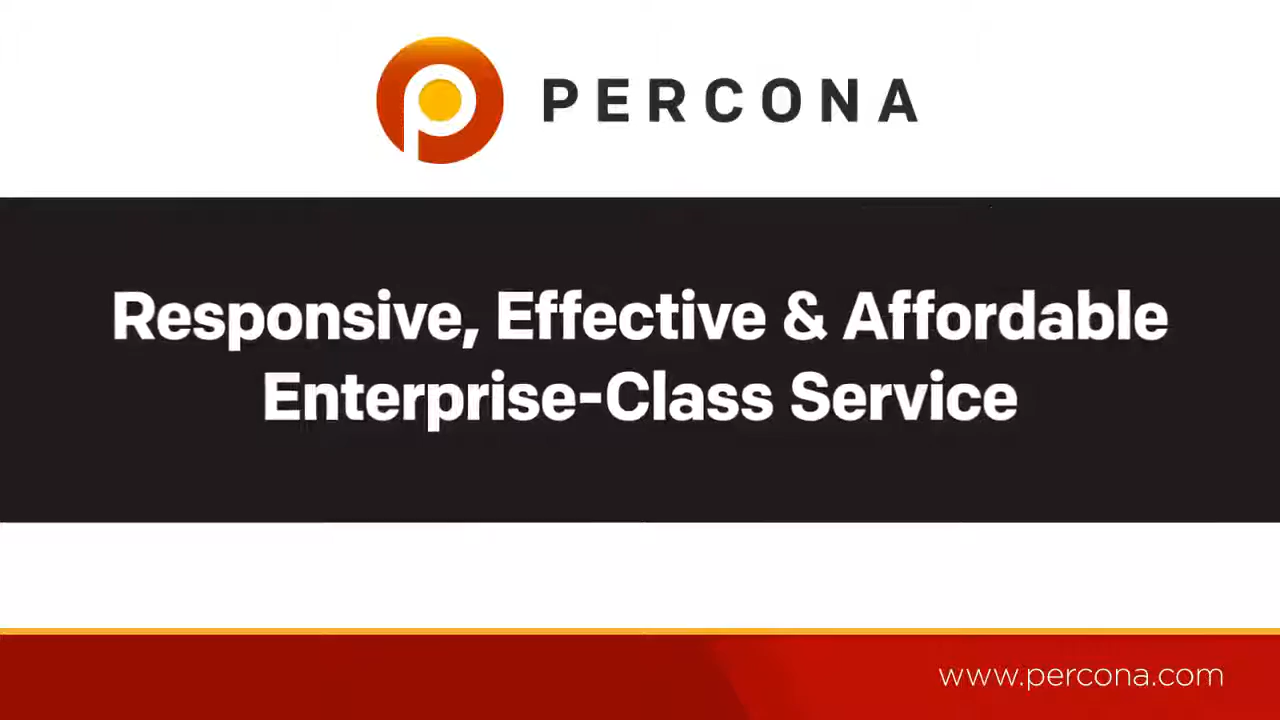 PERCONA
Responsive, Effective & Affordable
Enterprise-Class Service
www.percona.com